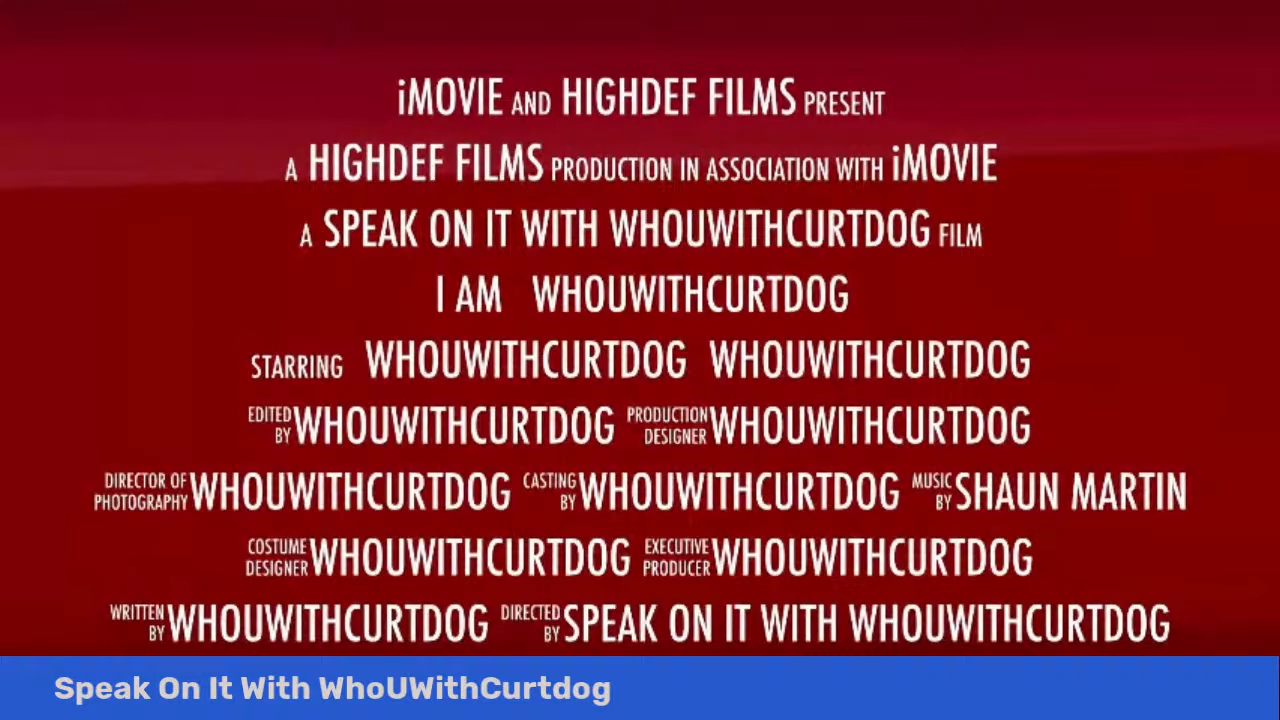 iMOVIE AND HIGHDEF FILMS PRESENT
A HIGHDEF FILMS PRODUCTION IN ASSOCIATION WITH iMOVIE
A SPEAK ON IT WITH WHOUWITHCURTDOG FILM
I AM WHOUWITHCURTDOG
STARRING WHOUWITHCURTDOG WHOUWITHCURTDOG
EDITED BY WHOUWITHCURTDOG PRODUCTION DESIGNER WHOUWITHCURTDOG
DIRECTOR OF PHOTOGRAPHY WHOUWITHCURTDOG CASTING BY WHOUWITHCURTDOG MUSIC BY SHAUN MARTIN
COSTUME DESIGNER WHOUWITHCURTDOG EXECUTIVE PRODUCER WHOUWITHCURTDOG
WRITTEN BY WHOUWITHCURTDOG DIRECTED BY SPEAK ON IT WITH WHOUWITHCURTDOG
Speak On It With WhoUWithCurtdog